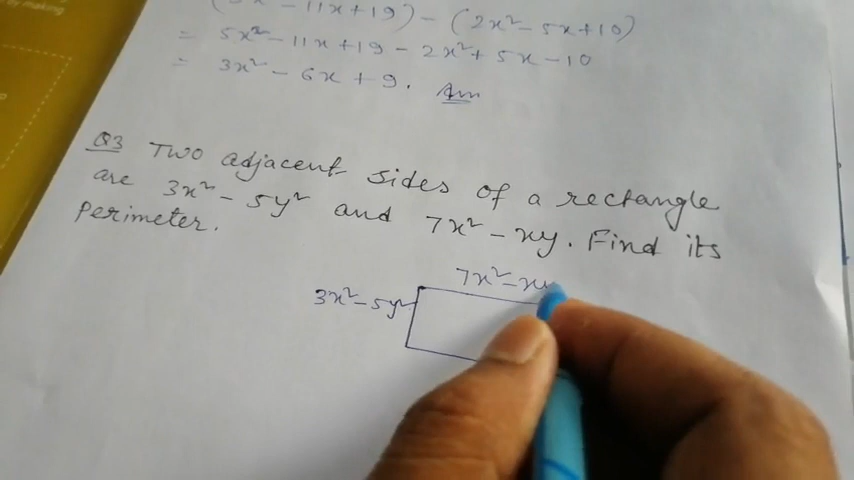 - 11x + 19) - (2x² - 5x + 10)
= 5x² - 11x + 19 - 2x² + 5x - 10
= 3x² - 6x + 9. Ans
Q3 Two adjacent sides of a rectangle
are 3x² - 5y² and 7x² - xy. Find its
perimeter.
7x² - xy
3x² - 5y²